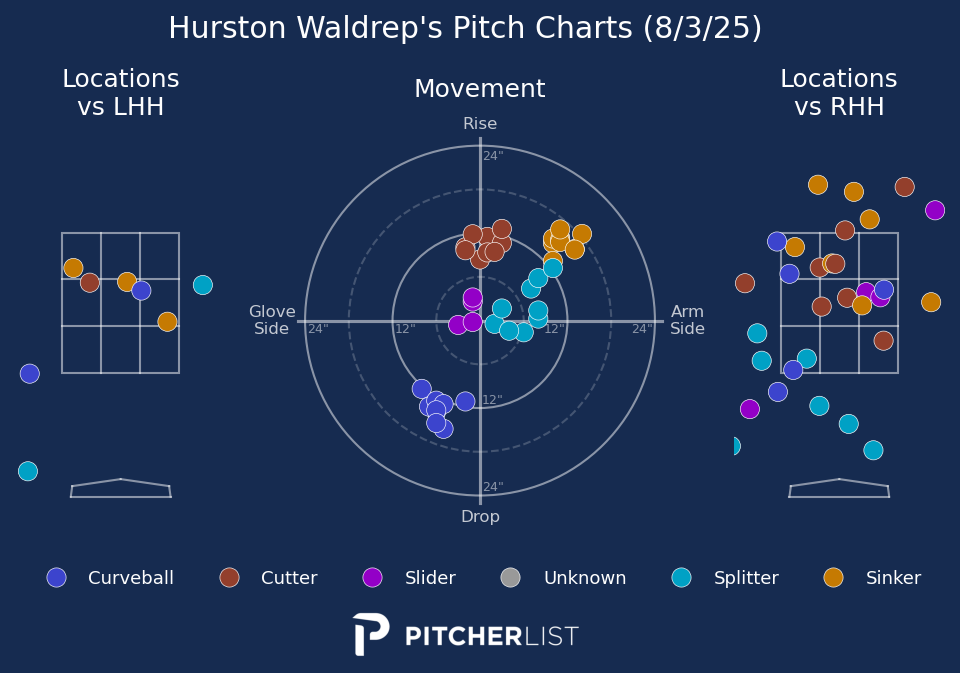 Hurston Waldrep's Pitch Charts (8/3/25)
Locations
vs LHH
Movement
Locations
vs RHH
Rise
24"
Glove
Side
24"
12"
12"
24"
Arm
Side
12"
24"
Drop
Curveball
Cutter
Slider
Unknown
Splitter
Sinker
PITCHERLIST